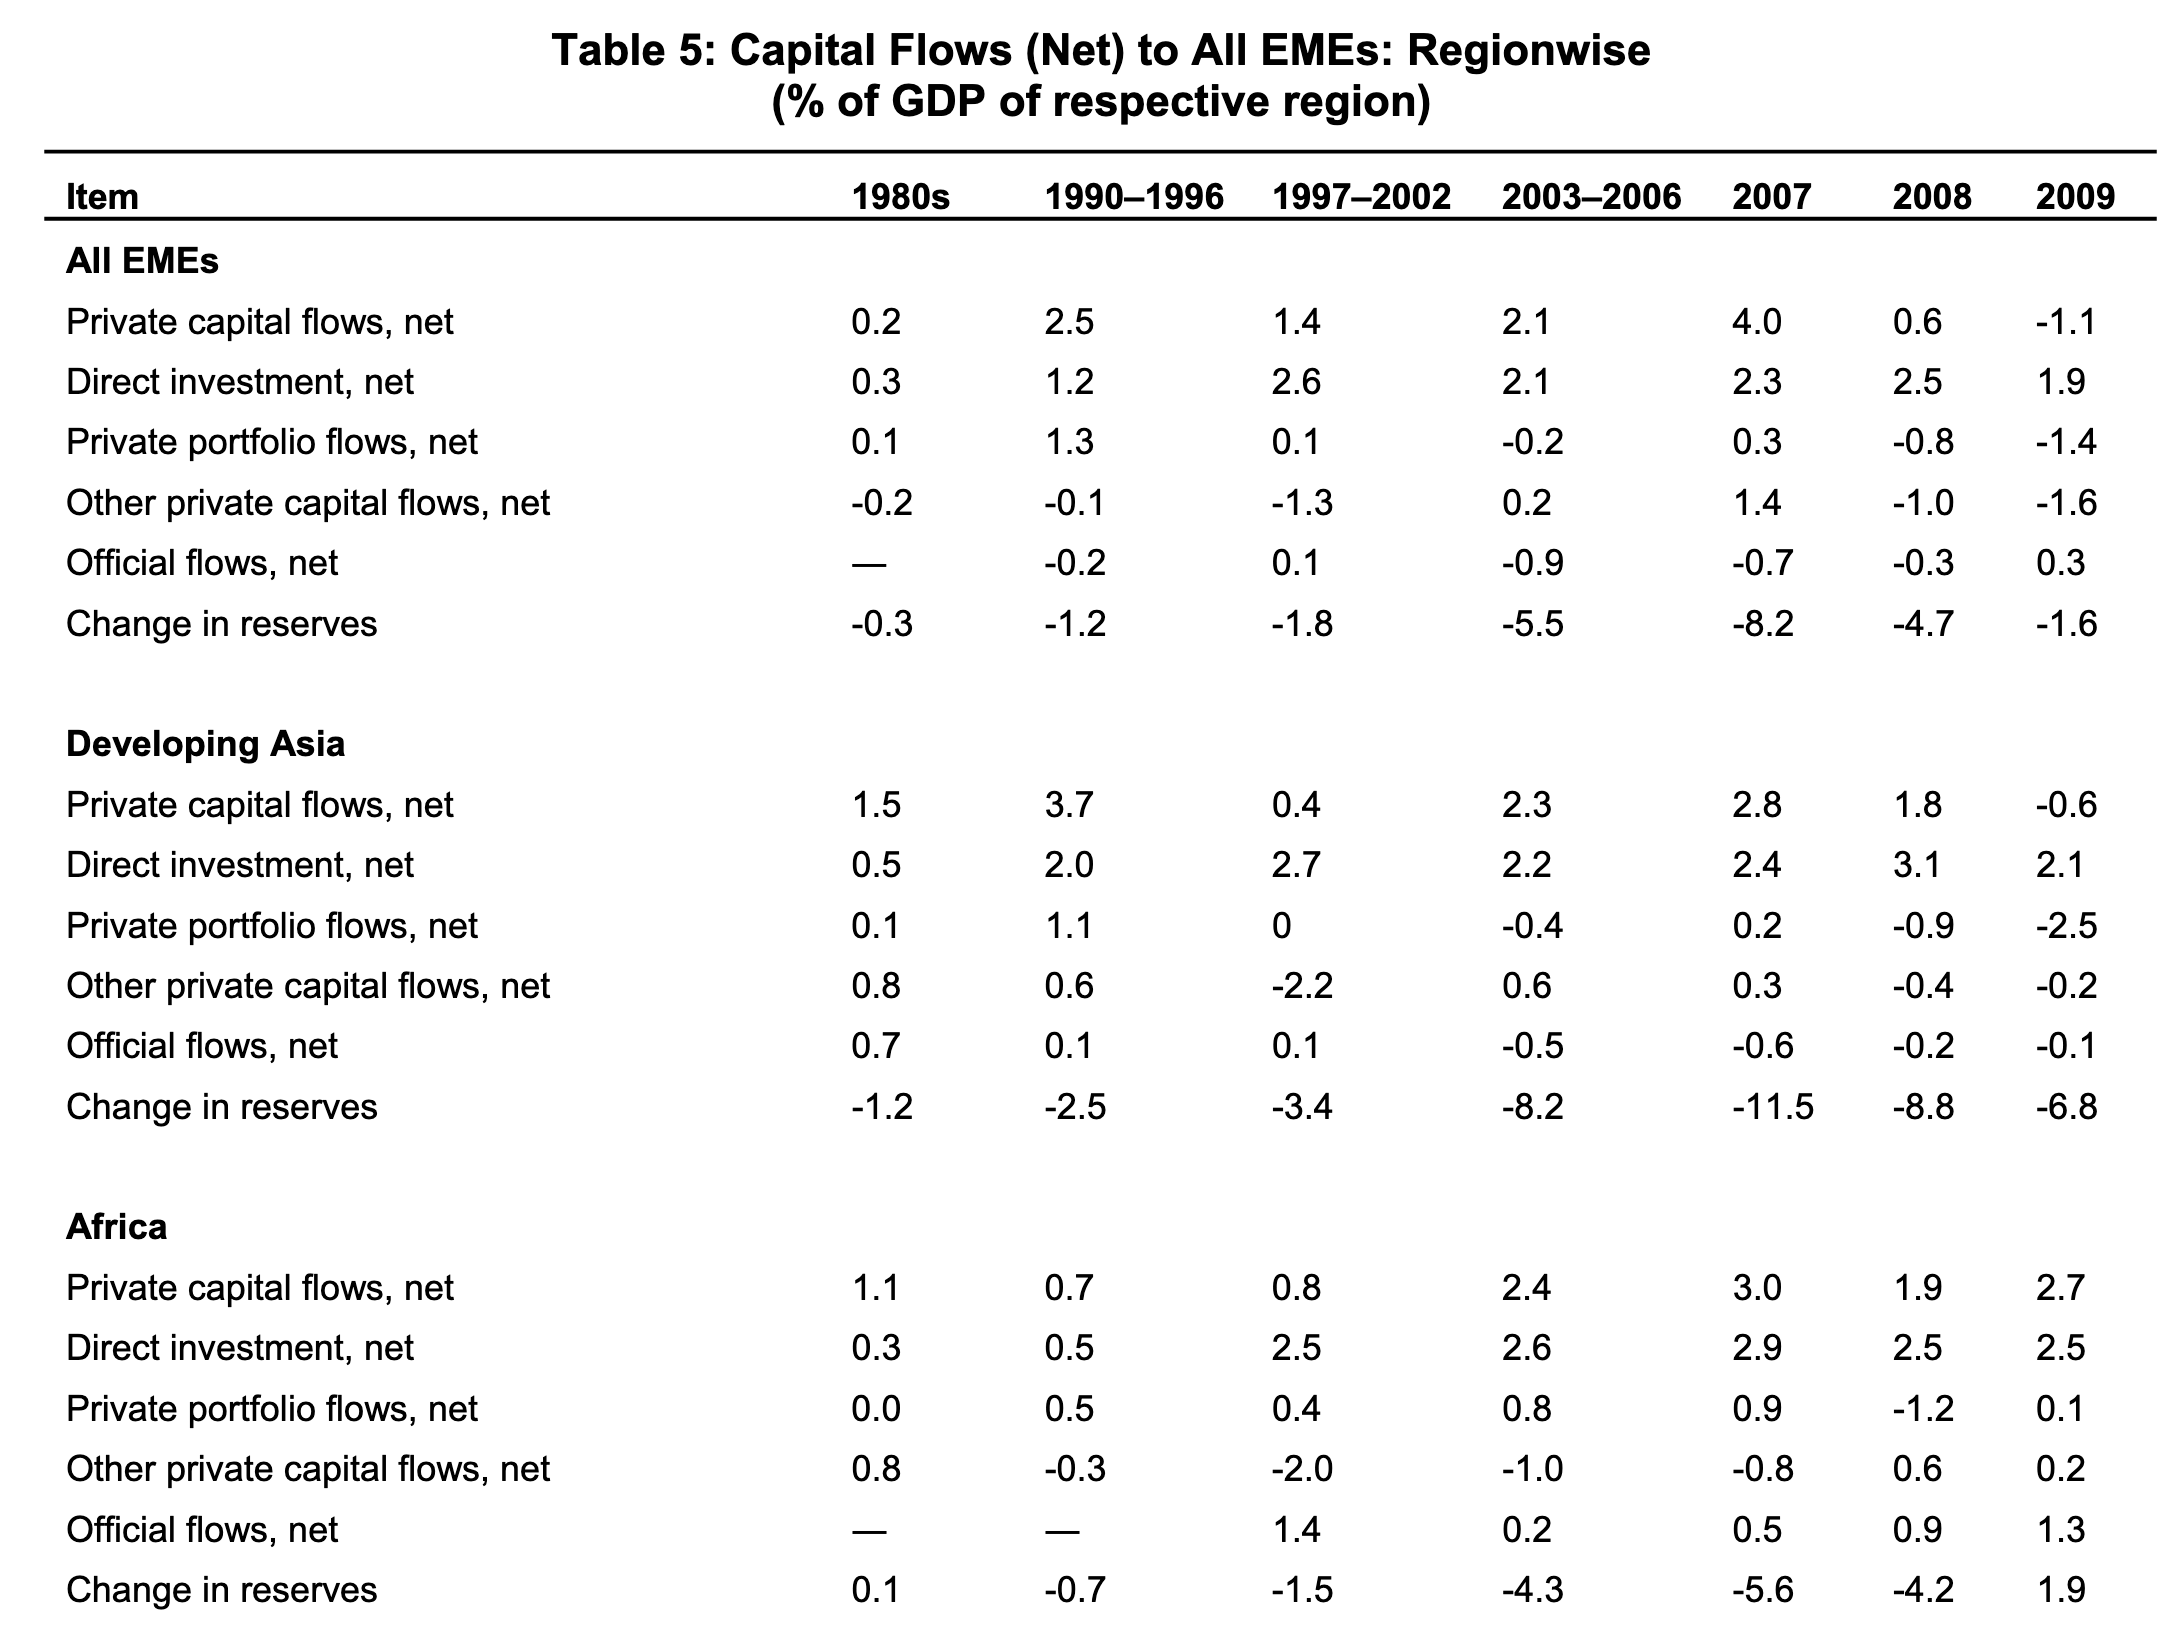 Table 5: Capital Flows (Net) to All EMEs: Regionwise
(% of GDP of respective region)
Item 1980s 1990–1996 1997–2002 2003–2006 2007 2008 2009
All EMEs
Private capital flows, net 0.2 2.5 1.4 2.1 4.0 0.6 -1.1
Direct investment, net 0.3 1.2 2.6 2.1 2.3 2.5 1.9
Private portfolio flows, net 0.1 1.3 0.1 -0.2 0.3 -0.8 -1.4
Other private capital flows, net -0.2 -0.1 -1.3 0.2 1.4 -1.0 -1.6
Official flows, net — -0.2 0.1 -0.9 -0.7 -0.3 0.3
Change in reserves -0.3 -1.2 -1.8 -5.5 -8.2 -4.7 -1.6
Developing Asia
Private capital flows, net 1.5 3.7 0.4 2.3 2.8 1.8 -0.6
Direct investment, net 0.5 2.0 2.7 2.2 2.4 3.1 2.1
Private portfolio flows, net 0.1 1.1 0 -0.4 0.2 -0.9 -2.5
Other private capital flows, net 0.8 0.6 -2.2 0.6 0.3 -0.4 -0.2
Official flows, net 0.7 0.1 0.1 -0.5 -0.6 -0.2 -0.1
Change in reserves -1.2 -2.5 -3.4 -8.2 -11.5 -8.8 -6.8
Africa
Private capital flows, net 1.1 0.7 0.8 2.4 3.0 1.9 2.7
Direct investment, net 0.3 0.5 2.5 2.6 2.9 2.5 2.5
Private portfolio flows, net 0.0 0.5 0.4 0.8 0.9 -1.2 0.1
Other private capital flows, net 0.8 -0.3 -2.0 -1.0 -0.8 0.6 0.2
Official flows, net — — 1.4 0.2 0.5 0.9 1.3
Change in reserves 0.1 -0.7 -1.5 -4.3 -5.6 -4.2 1.9